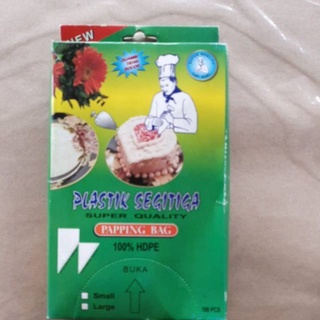 NEW
PLASTIK SEGITIGA
SUPER QUALITY
PAPPING BAG
100% HDPE
BUKA
Small
Large
100 PCS